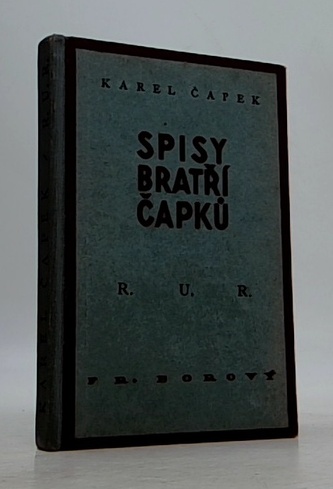 KAREL ČAPEK
SPISY
BRATŘÍ
ČAPKŮ
R. U. R.
FR. BOROVÝ